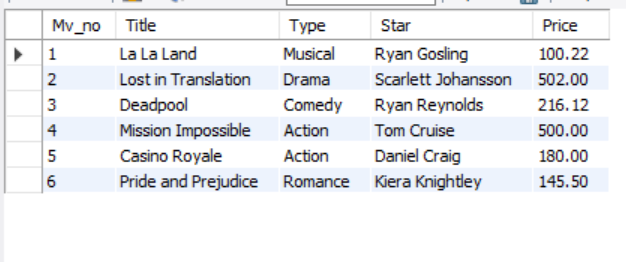 Mv_no Title Type Star Price
1 La La Land Musical Ryan Gosling 100.22
2 Lost in Translation Drama Scarlett Johansson 502.00
3 Deadpool Comedy Ryan Reynolds 216.12
4 Mission Impossible Action Tom Cruise 500.00
5 Casino Royale Action Daniel Craig 180.00
6 Pride and Prejudice Romance Kiera Knightley 145.50